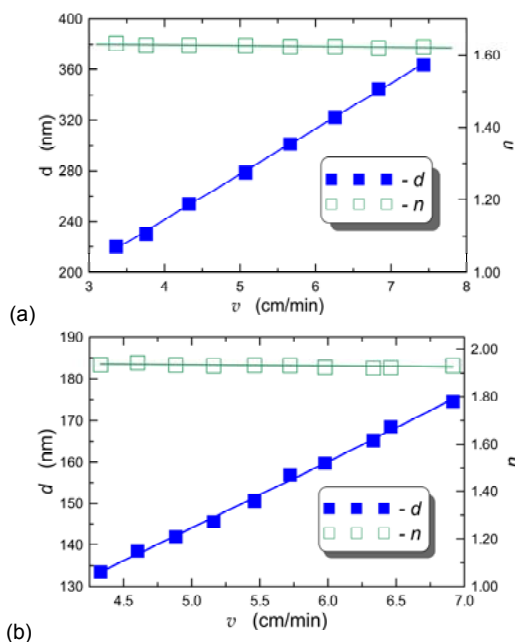 400
380
360
320
280
240
220
200
d (nm)
1.60
1.40
1.20
1.00
n
- d
- n
3 4 5 6 7 8
v (cm/min)
(a)
190
180
170
160
150
140
130
d (nm)
2.00
1.80
1.60
1.40
1.20
1.00
n
- d
- n
4.5 5.0 5.5 6.0 6.5 7.0
v (cm/min)
(b)